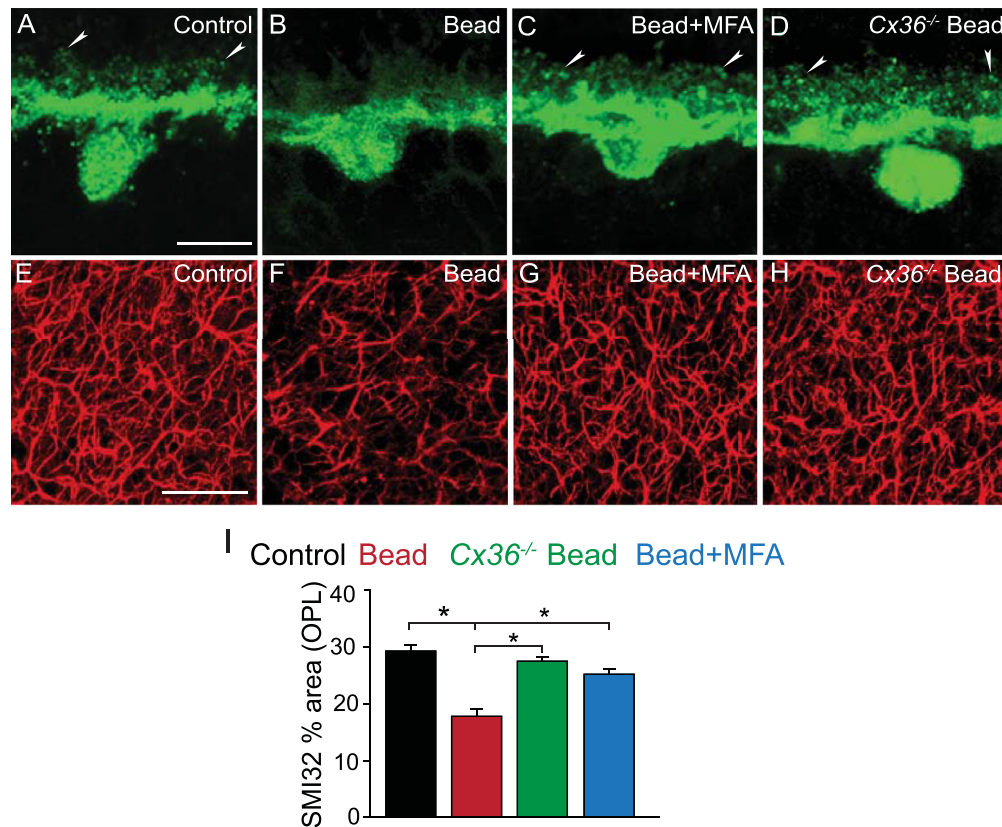 A Control
B Bead
C Bead+MFA
D Cx36-/- Bead
E Control
F Bead
G Bead+MFA
H Cx36-/- Bead
I Control Bead Cx36-/- Bead Bead+MFA
SMI32 % area (OPL)
40
30
20
10
0
* *
*